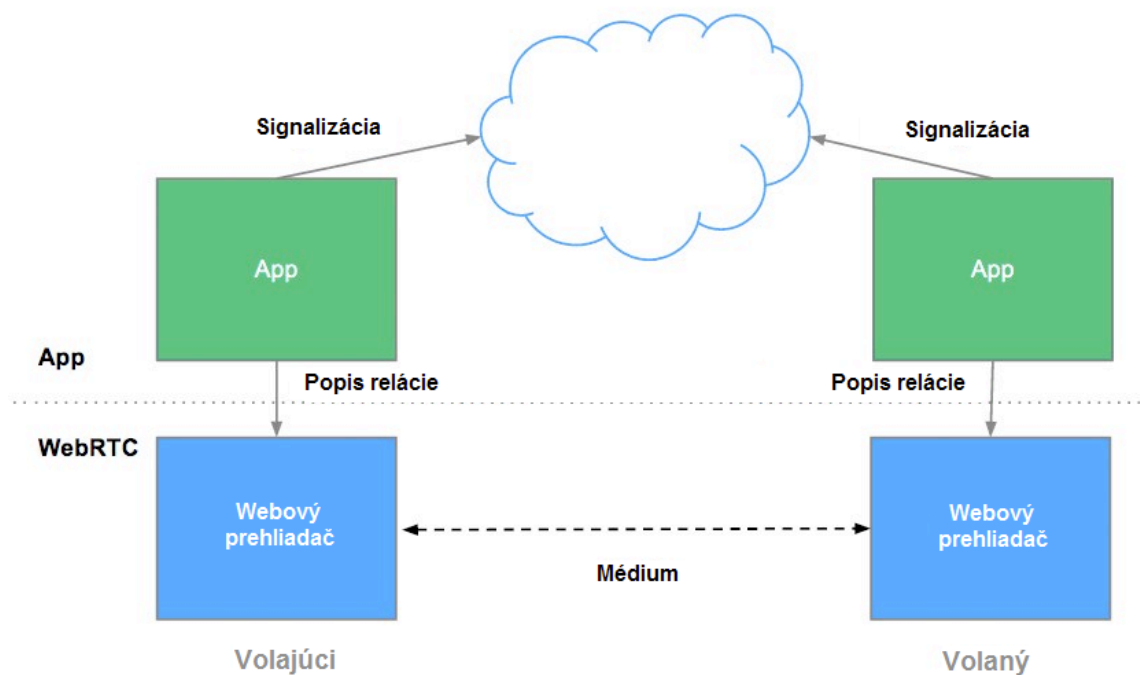 Signalizácia
Signalizácia
App
App
App
Popis relácie
Popis relácie
WebRTC
Webový
prehliadač
Webový
prehliadač
Médium
Volajúci
Volaný